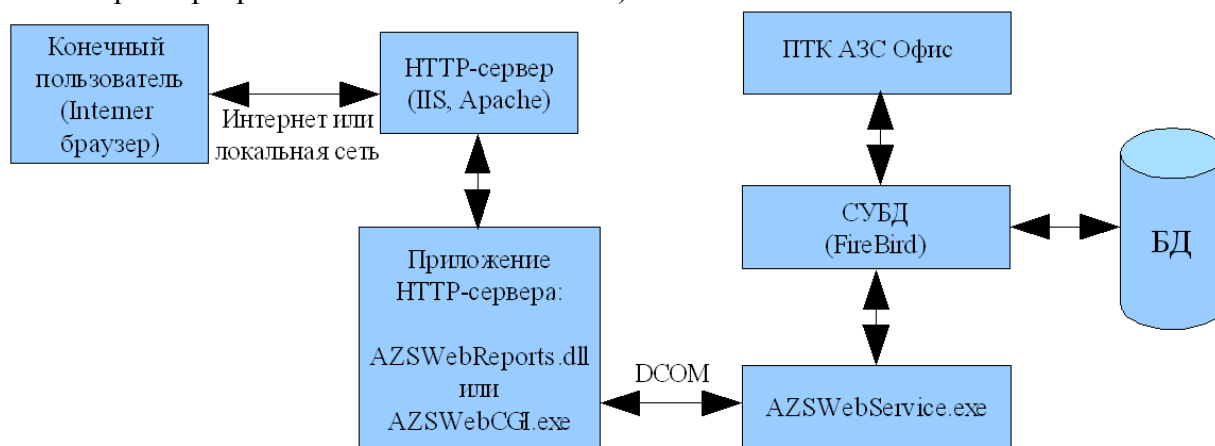 Конечный
пользователь
(Interner
браузер)
Интернет или
локальная сеть
HTTP-сервер
(IIS, Apache)
Приложение
HTTP-сервера:
AZSWebReports.dll
или
AZSWebCGI.exe
DCOM
ПТК АЗС Офис
СУБД
(FireBird)
БД
AZSWebService.exe